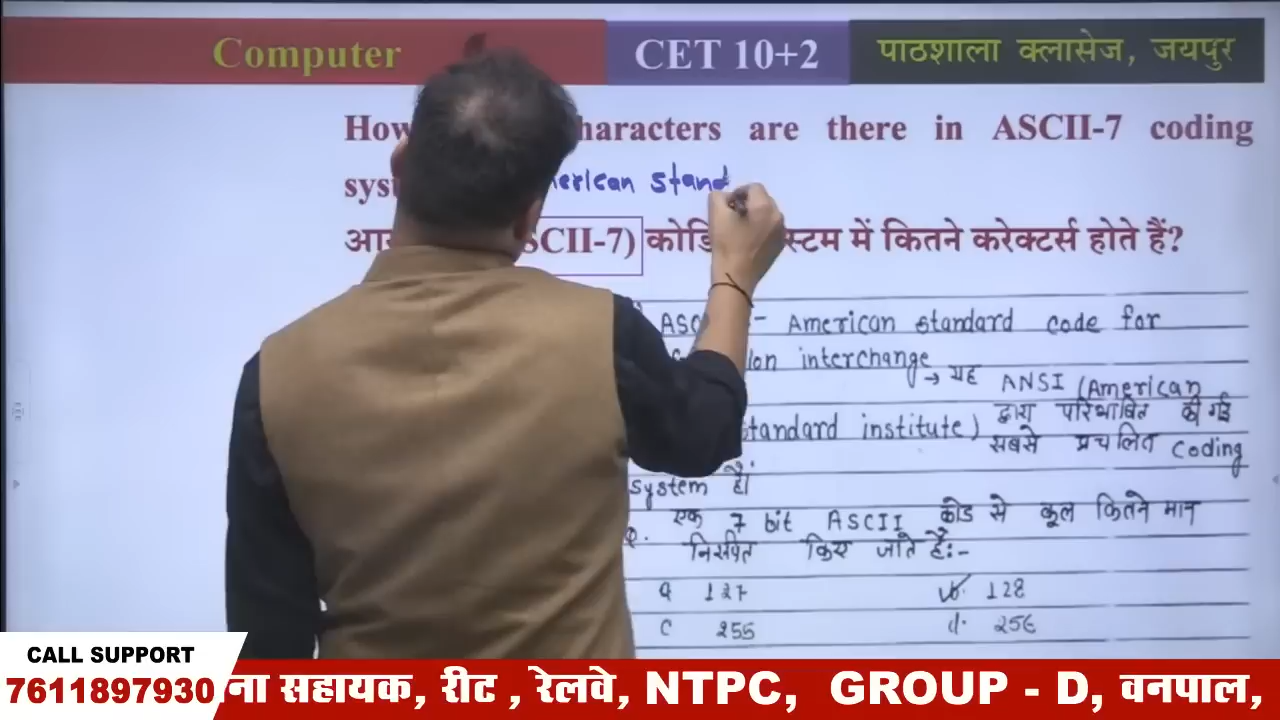 Computer CET 10+2 पाठशाला क्लासेज, जयपुर
How haracters are there in ASCII-7 coding
sys erican stand
SCII-7) कोडि स्टम में कितने करेक्टर्स होते हैं?
ASC - American standard code for
ion interchange
→ यह ANSI (American
standard institute) द्वारा परिभाषित की गई
सबसे प्रचलित coding
system है।
Q. एक 7 bit ASCII कोड से कूल कितने मान
निरूपित किए जाते है:-
a 127 b. 128
c 255 d. 256
CALL SUPPORT
7611897930
ना सहायक, रीट , रेलवे, NTPC, GROUP - D, वनपाल,